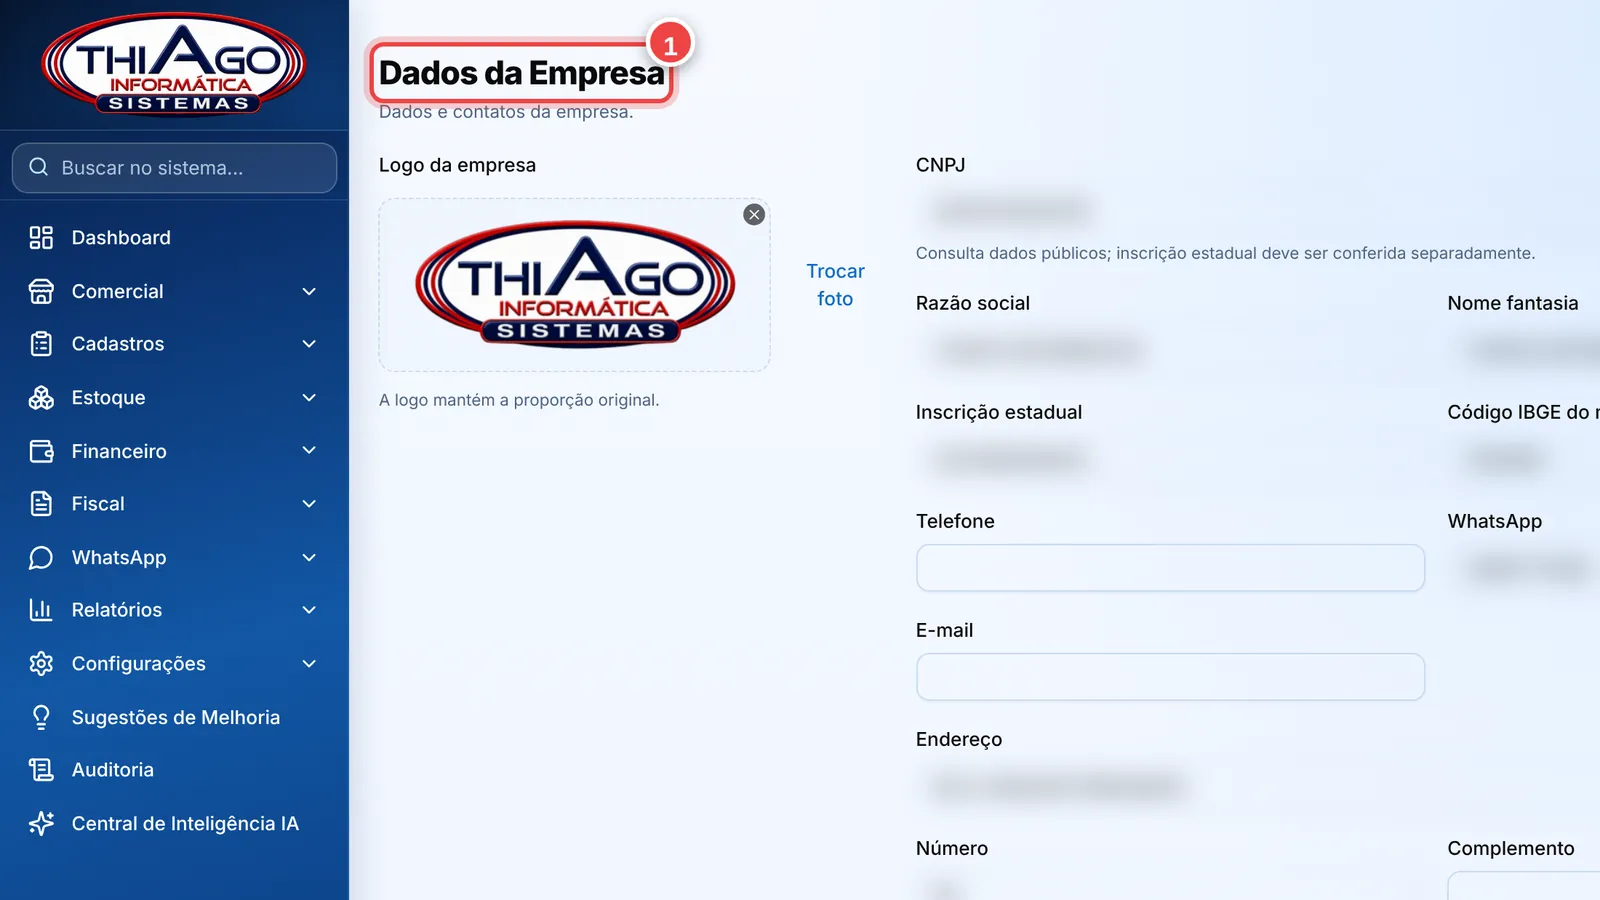 THIAGO
INFORMÁTICA
SISTEMAS
Buscar no sistema...
Dashboard
Comercial
Cadastros
Estoque
Financeiro
Fiscal
WhatsApp
Relatórios
Configurações
Sugestões de Melhoria
Auditoria
Central de Inteligência IA
1
Dados da Empresa
Dados e contatos da empresa.
Logo da empresa
THIAGO
INFORMÁTICA
SISTEMAS
Trocar
foto
A logo mantém a proporção original.
CNPJ
Consulta dados públicos; inscrição estadual deve ser conferida separadamente.
Razão social
Nome fantasia
Inscrição estadual
Código IBGE do
Telefone
WhatsApp
E-mail
Endereço
Número
Complemento